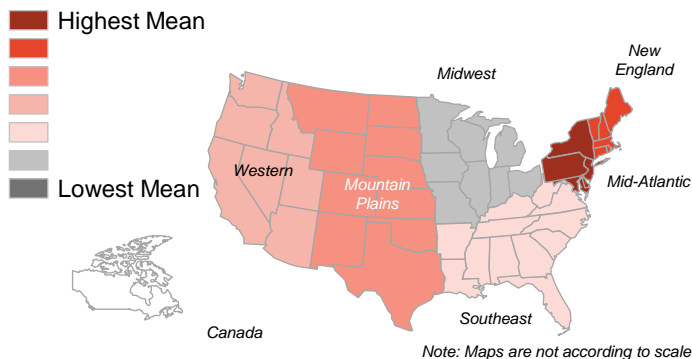 Highest Mean
New
England
Midwest
Western
Mountain
Plains
Mid-Atlantic
Lowest Mean
Southeast
Canada
Note: Maps are not according to scale